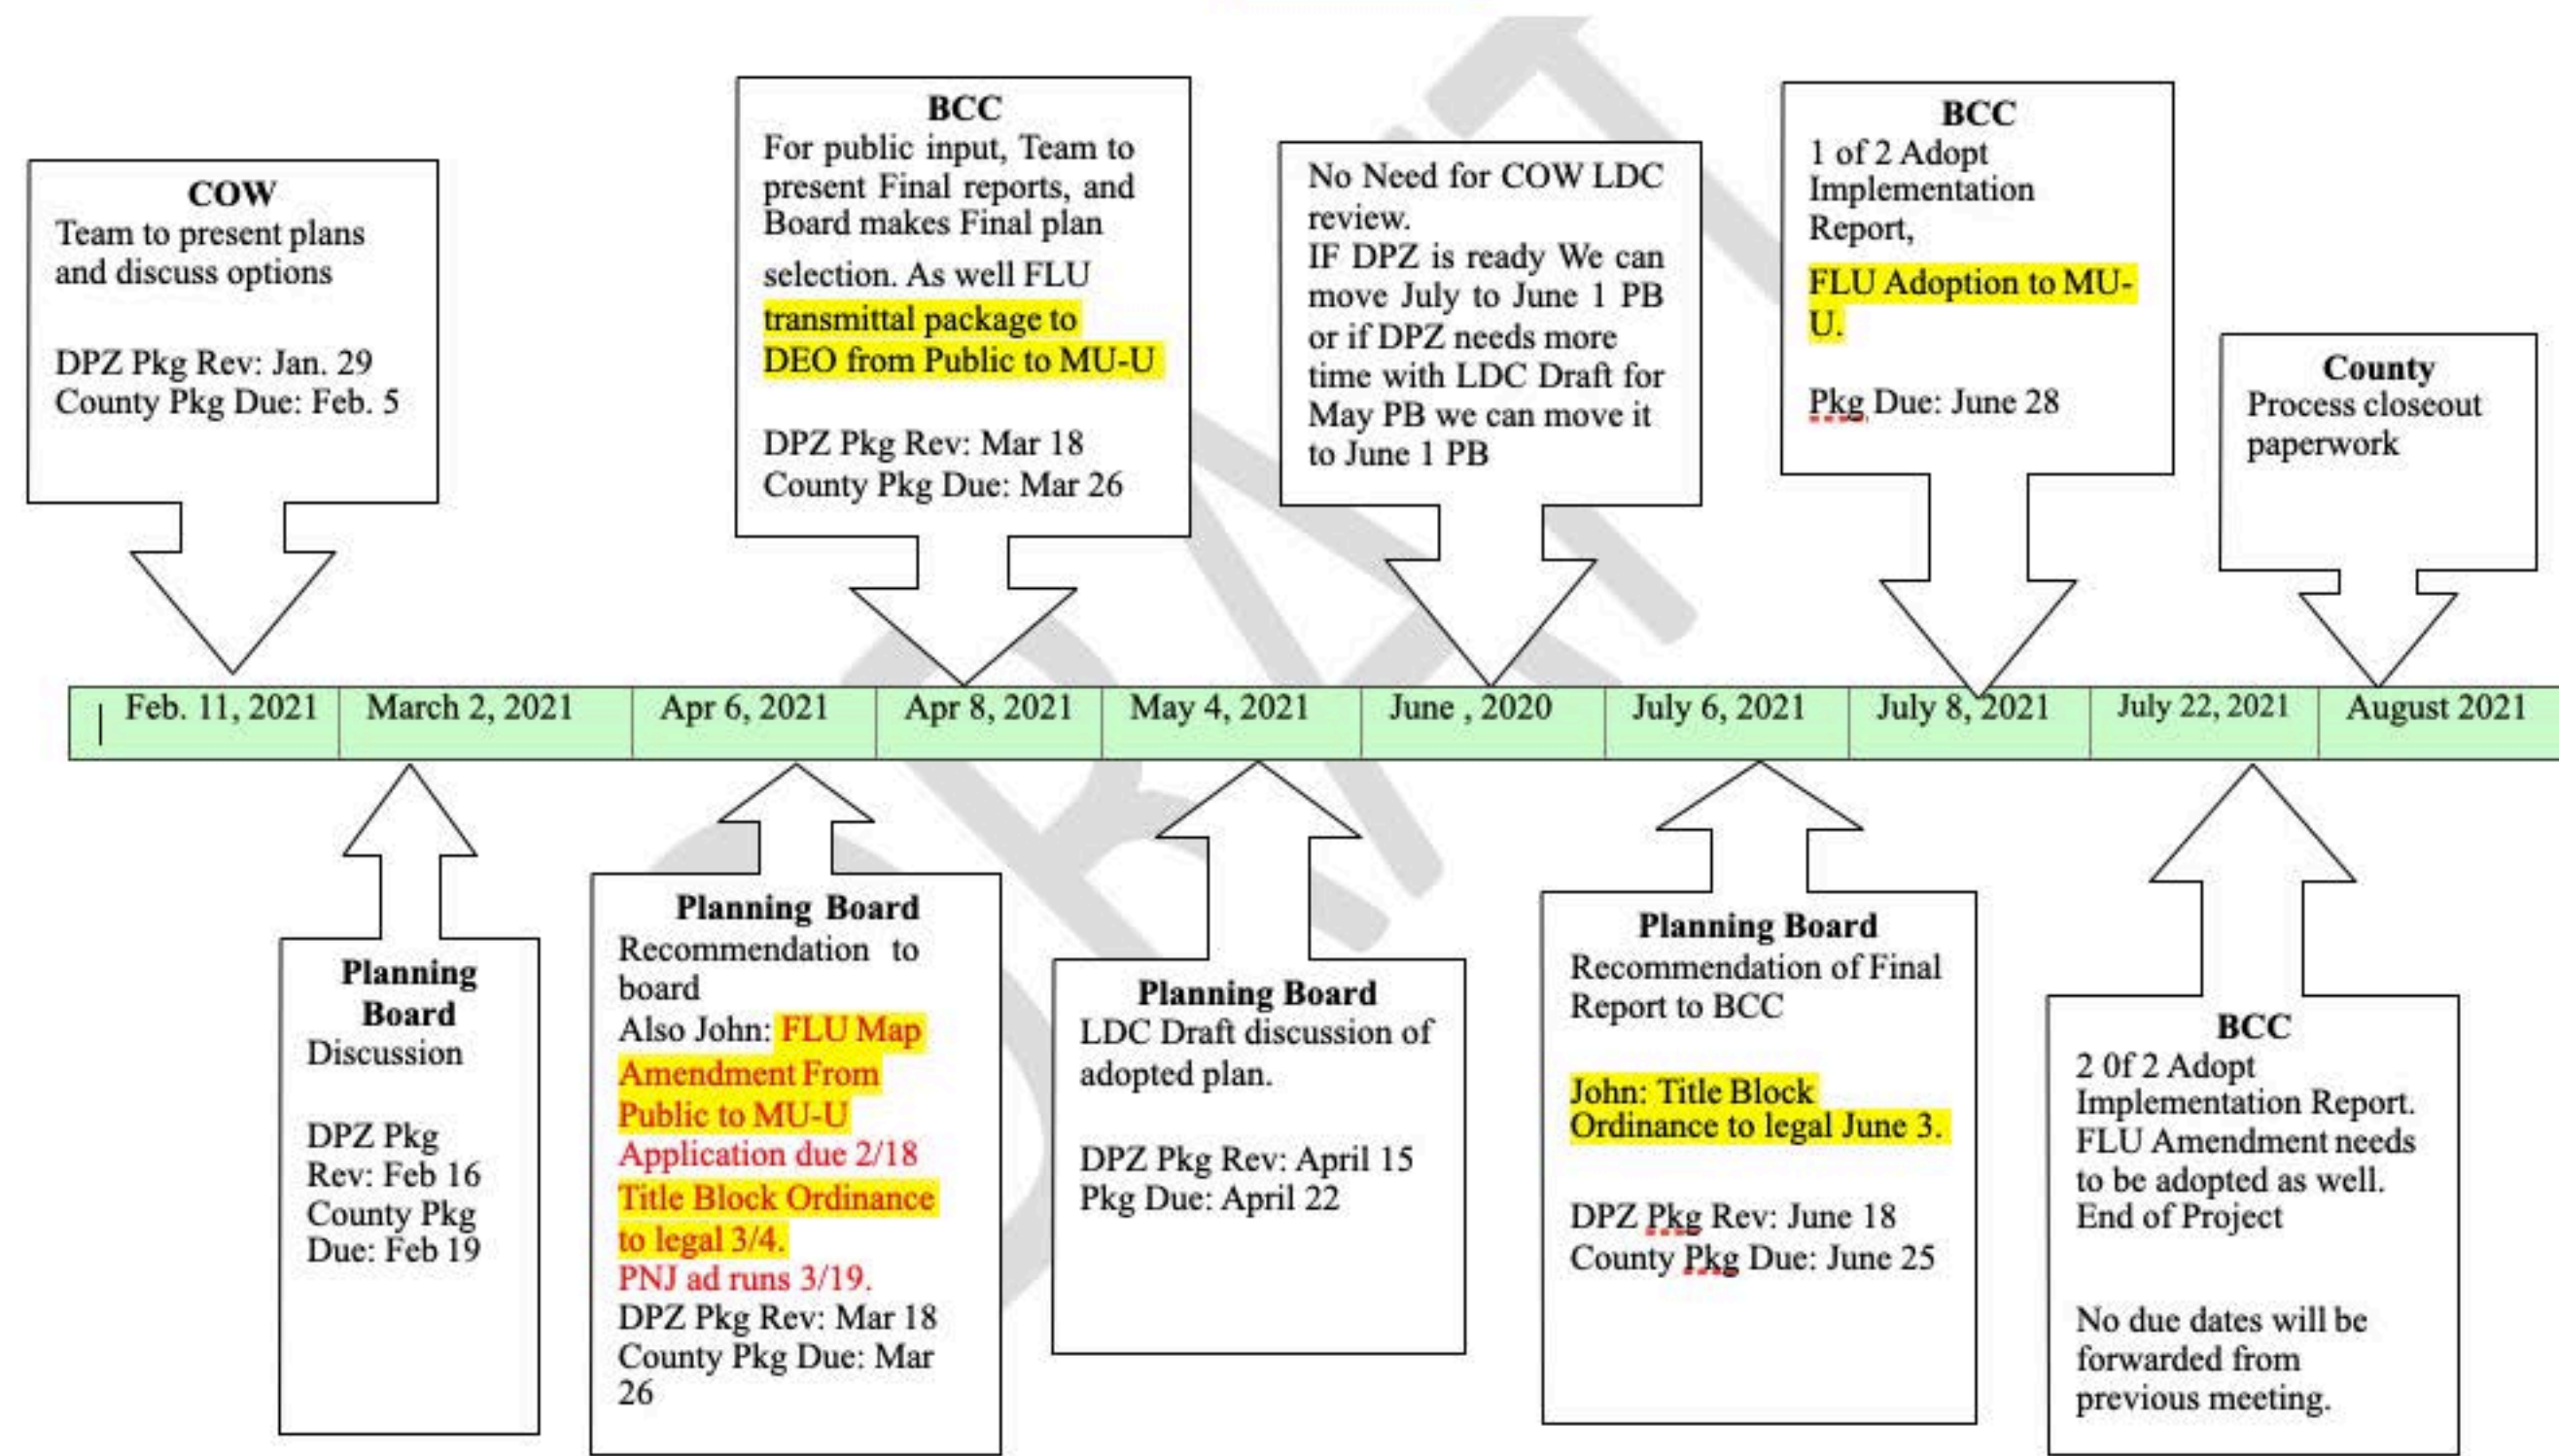 COW
Team to present plans
and discuss options
DPZ Pkg Rev: Jan. 29
County Pkg Due: Feb. 5
BCC
For public input, Team to
present Final reports, and
Board makes Final plan
selection. As well FLU
transmittal package to
DEO from Public to MU-U
DPZ Pkg Rev: Mar 18
County Pkg Due: Mar 26
No Need for COW LDC
review.
IF DPZ is ready We can
move July to June 1 PB
or if DPZ needs more
time with LDC Draft for
May PB we can move it
to June 1 PB
BCC
1 of 2 Adopt
Implementation
Report,
FLU Adoption to MU-
U.
Pkg Due: June 28
County
Process closeout
paperwork
Feb. 11, 2021
March 2, 2021
Apr 6, 2021
Apr 8, 2021
May 4, 2021
June , 2020
July 6, 2021
July 8, 2021
July 22, 2021
August 2021
Planning
Board
Discussion
DPZ Pkg
Rev: Feb 16
County Pkg
Due: Feb 19
Planning Board
Recommendation to
board
Also John: FLU Map
Amendment From
Public to MU-U
Application due 2/18
Title Block Ordinance
to legal 3/4.
PNJ ad runs 3/19.
DPZ Pkg Rev: Mar 18
County Pkg Due: Mar
26
Planning Board
LDC Draft discussion of
adopted plan.
DPZ Pkg Rev: April 15
Pkg Due: April 22
Planning Board
Recommendation of Final
Report to BCC
John: Title Block
Ordinance to legal June 3.
DPZ Pkg Rev: June 18
County Pkg Due: June 25
BCC
2 0f 2 Adopt
Implementation Report.
FLU Amendment needs
to be adopted as well.
End of Project
No due dates will be
forwarded from
previous meeting.
DRAFT